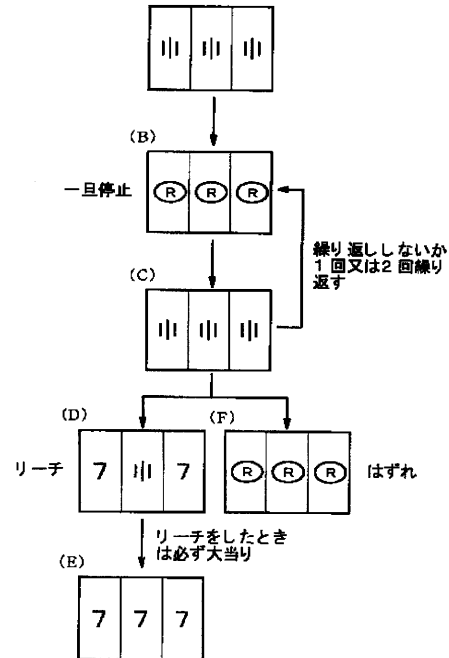 (B)
一旦停止
R R R
繰り返ししないか
1回又は2回繰り
返す
(C)
(D)
(F)
リーチ
7 7
R R R
はずれ
リーチをしたとき
は必ず大当り
(E)
7 7 7